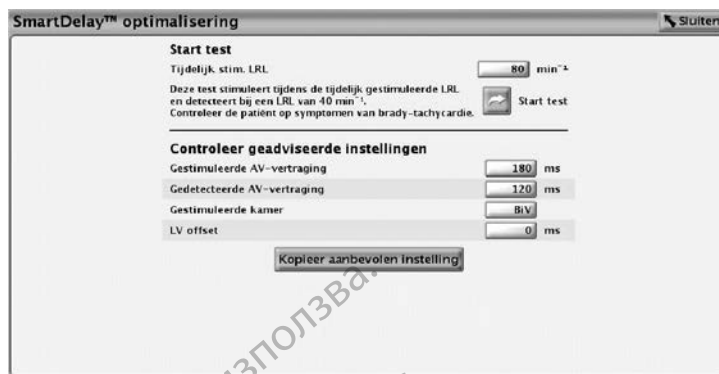 SmartDelay™ optimalisering
Sluiten
Start test
Tijdelijk stim. LRL 80 min⁻¹
Deze test stimuleert tijdens de tijdelijk gestimuleerde LRL
en detecteert bij een LRL van 40 min⁻¹.
Controleer de patiënt op symptomen van brady-tachycardie.
Start test
Controleer geadviseerde instellingen
Gestimuleerde AV-vertraging 180 ms
Gedetecteerde AV-vertraging 120 ms
Gestimuleerde kamer BiV
LV offset 0 ms
Kopieer aanbevolen instelling
използва.